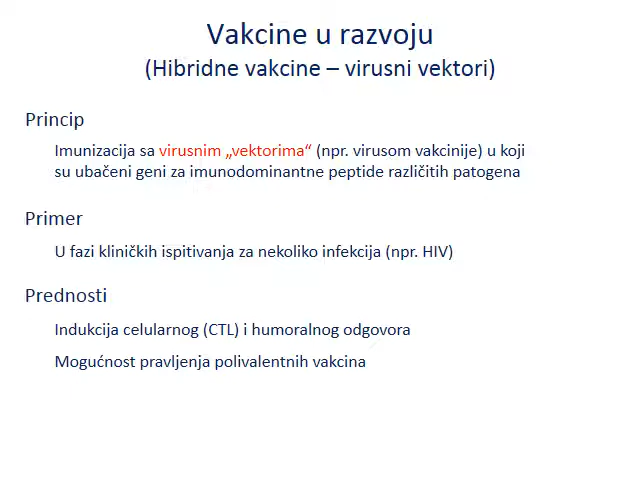 Vakcine u razvoju
(Hibridne vakcine – virusni vektori)
Princip
Imunizacija sa virusnim „vektorima“ (npr. virusom vakcinije) u koji
su ubačeni geni za imunodominantne peptide različitih patogena
Primer
U fazi kliničkih ispitivanja za nekoliko infekcija (npr. HIV)
Prednosti
Indukcija celularnog (CTL) i humoralnog odgovora
Mogućnost pravljenja polivalentnih vakcina